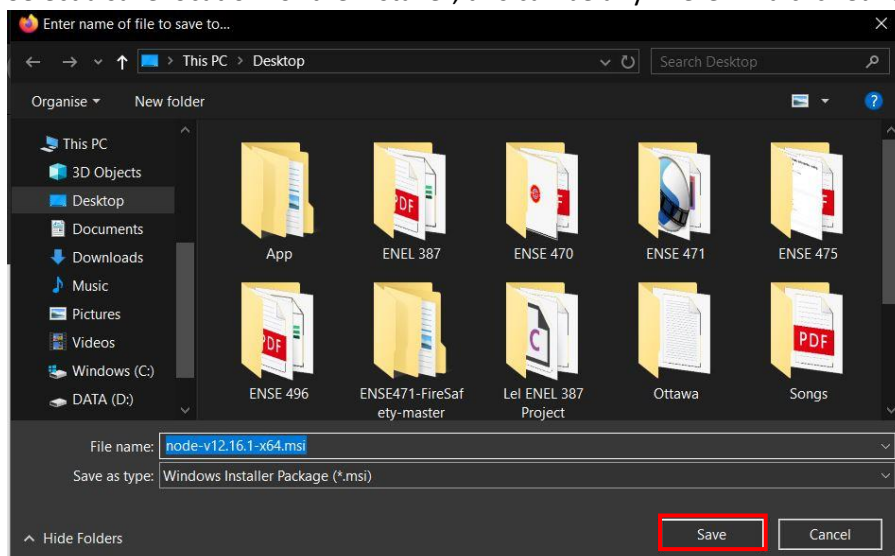 Enter name of file to save to...
This PC > Desktop
Search Desktop
Organise
New folder
This PC
3D Objects
Desktop
Documents
Downloads
Music
Pictures
Videos
Windows (C:)
DATA (D:)
App
ENEL 387
ENSE 470
ENSE 471
ENSE 475
PDF
PDF
PDF
C
ENSE 496
ENSE471-FireSaf
ety-master
Lel ENEL 387
Project
Ottawa
Songs
File name: node-v12.16.1-x64.msi
Save as type: Windows Installer Package (*.msi)
Hide Folders
Save
Cancel